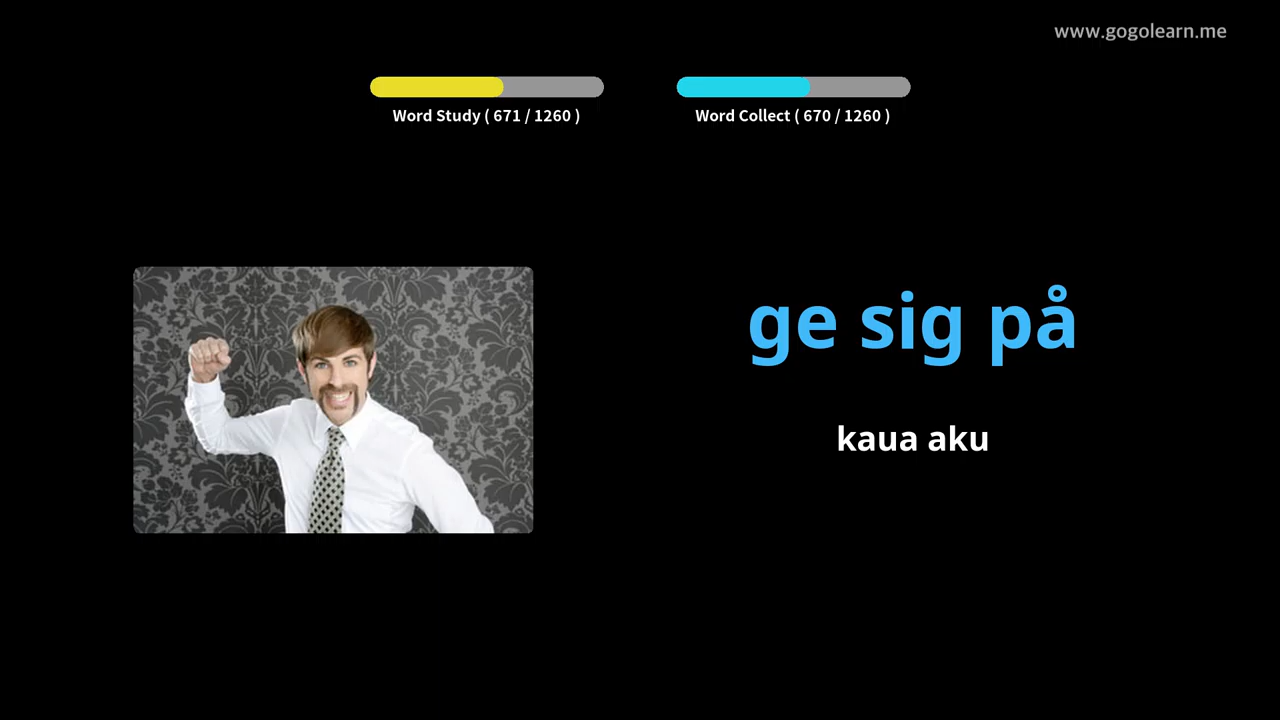 www.gogolearn.me
Word Study ( 671 / 1260 )
Word Collect ( 670 / 1260 )
ge sig på
kaua aku